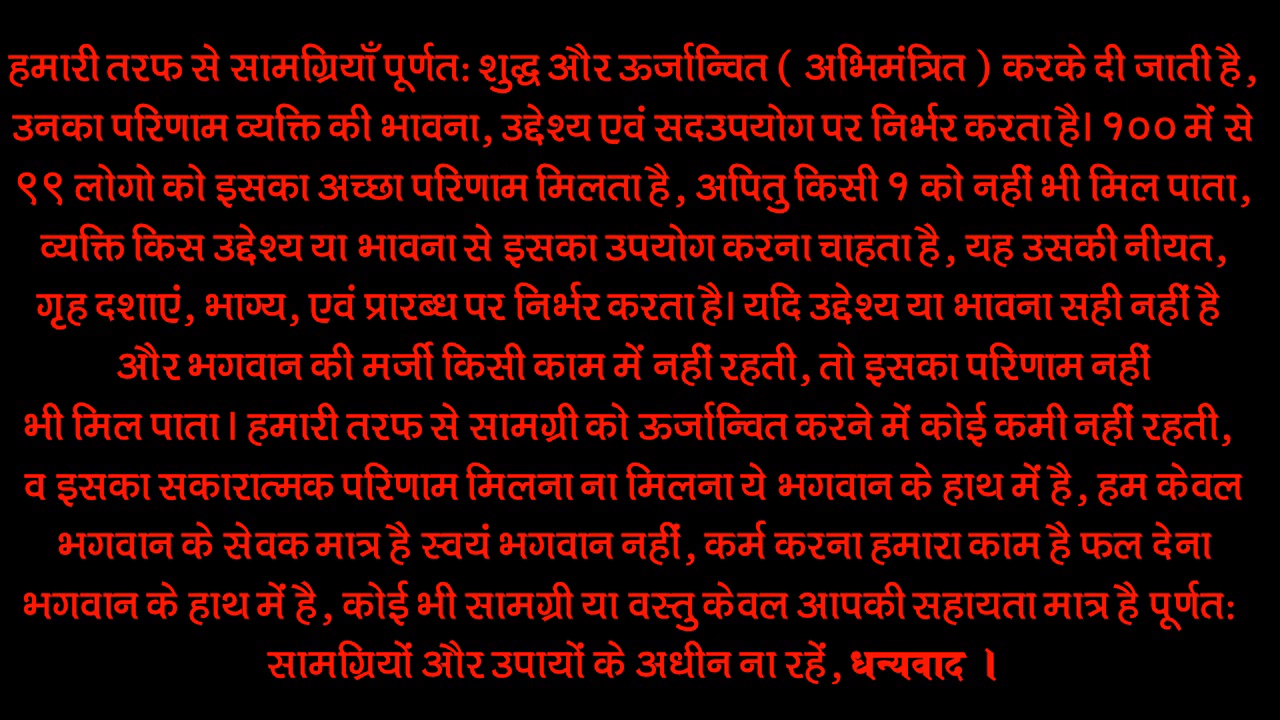 हमारी तरफ से सामग्रियाँ पूर्णत: शुद्ध और ऊर्जान्वित ( अभिमंत्रित ) करके दी जाती है ,
उनका परिणाम व्यक्ति की भावना , उद्देश्य एवं सदउपयोग पर निर्भर करता है। १०० में से
९९ लोगो को इसका अच्छा परिणाम मिलता है , अपितु किसी १ को नहीं भी मिल पाता ,
व्यक्ति किस उद्देश्य या भावना से इसका उपयोग करना चाहता है , यह उसकी नीयत ,
गृह दशाएं , भाग्य , एवं प्रारब्ध पर निर्भर करता है। यदि उद्देश्य या भावना सही नहीं है
और भगवान की मर्जी किसी काम में नहीं रहती , तो इसका परिणाम नहीं
भी मिल पाता । हमारी तरफ से सामग्री को ऊर्जान्वित करने में कोई कमी नहीं रहती ,
व इसका सकारात्मक परिणाम मिलना ना मिलना ये भगवान के हाथ में है , हम केवल
भगवान के सेवक मात्र है स्वयं भगवान नहीं , कर्म करना हमारा काम है फल देना
भगवान के हाथ में है , कोई भी सामग्री या वस्तु केवल आपकी सहायता मात्र है पूर्णत:
सामग्रियों और उपायों के अधीन ना रहें , धन्यवाद ।